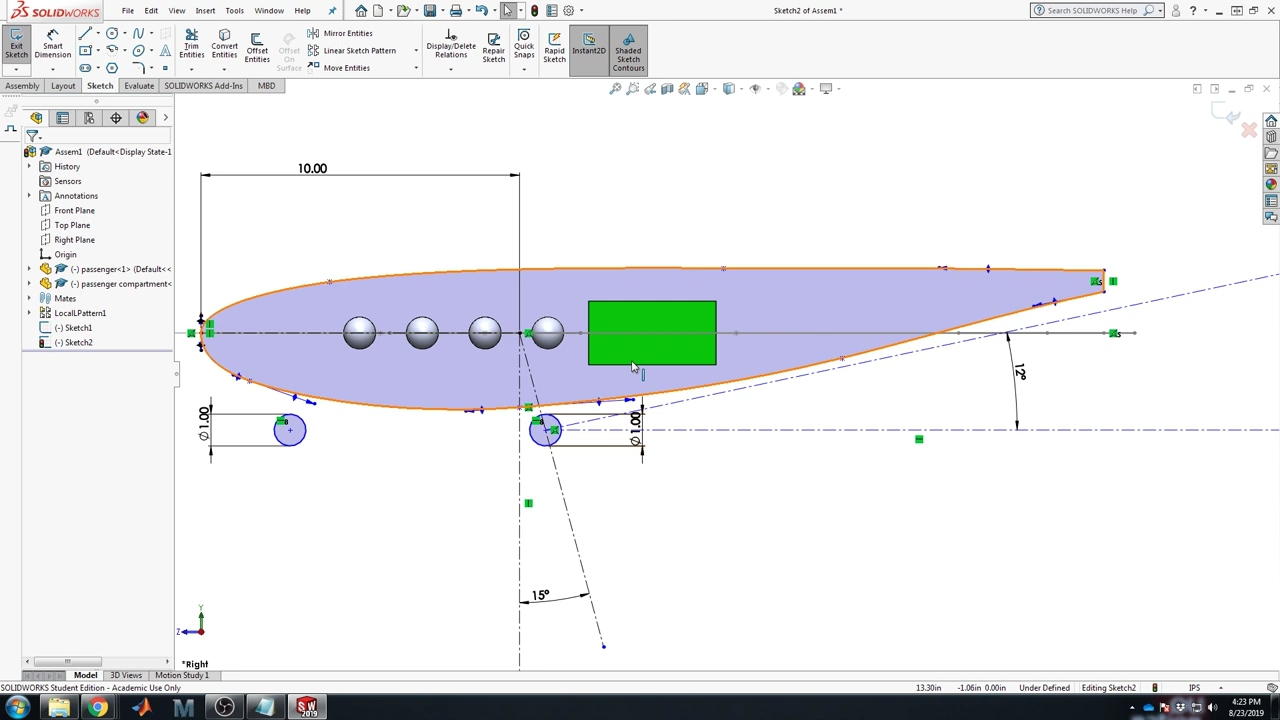 SOLIDWORKS File Edit View Insert Tools Window Help Sketch2 of Assem1 * Search SOLIDWORKS Help
Exit Sketch
Smart Dimension
Trim Entities
Convert Entities
Offset Entities
Offset On Surface
Mirror Entities
Linear Sketch Pattern
Move Entities
Display/Delete Relations
Repair Sketch
Quick Snaps
Rapid Sketch
Instant2D
Shaded Sketch Contours
Assembly Layout Sketch Evaluate SOLIDWORKS Add-Ins MBD
Assem1 (Default<Display State-1
History
Sensors
Annotations
Front Plane
Top Plane
Right Plane
Origin
(-) passenger<1> (Default<<
(-) passenger compartment<
Mates
LocalLPattern1
(-) Sketch1
(-) Sketch2
10.00
∅1.00
∅1.00
12°
15°
Y
Z
*Right
Model 3D Views Motion Study 1
SOLIDWORKS Student Edition - Academic Use Only 13.30in -1.06in 0.00in Under Defined Editing Sketch2 IPS
SW 2019
4:23 PM
8/23/2019